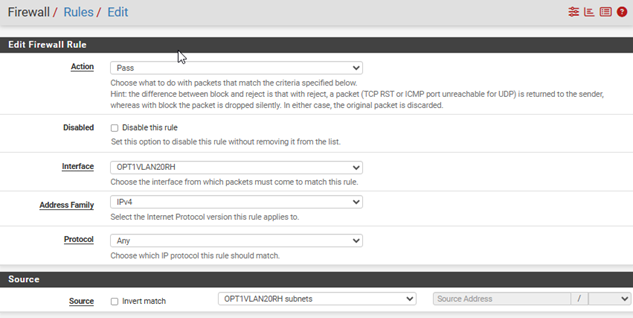 Firewall / Rules / Edit
Edit Firewall Rule
Action
Pass
Choose what to do with packets that match the criteria specified below.
Hint: the difference between block and reject is that with reject, a packet (TCP RST or ICMP port unreachable for UDP) is returned to the sender,
whereas with block the packet is dropped silently. In either case, the original packet is discarded.
Disabled
Disable this rule
Set this option to disable this rule without removing it from the list.
Interface
OPT1VLAN20RH
Choose the interface from which packets must come to match this rule.
Address Family
IPv4
Select the Internet Protocol version this rule applies to.
Protocol
Any
Choose which IP protocol this rule should match.
Source
Source
Invert match
OPT1VLAN20RH subnets
Source Address
/